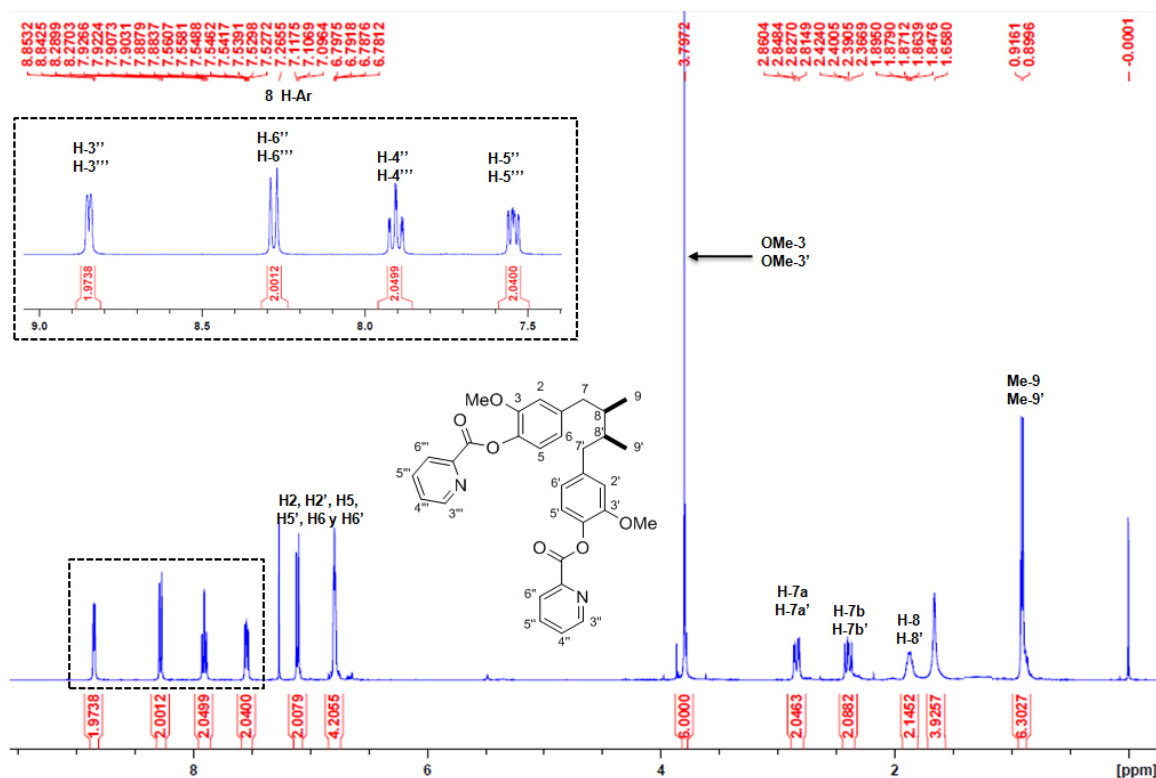 8.8532
8.8425
8.2899
8.2703
7.9266
7.9224
7.9073
7.9031
7.8879
7.8837
7.5607
7.5581
7.5488
7.5462
7.5417
7.5391
7.5298
7.5272
7.2655
7.1175
7.1069
7.0964
6.7975
6.7918
6.7876
6.7812
3.7972
2.8604
2.8484
2.8270
2.8149
2.4240
2.4005
2.3905
2.3669
1.8950
1.8790
1.8712
1.8639
1.8476
1.6580
0.9161
0.8996
-0.0001
8 H-Ar
H-3''
H-3'''
H-6''
H-6'''
H-4''
H-4'''
H-5''
H-5'''
1.9738
2.0012
2.0499
2.0400
9.0 8.5 8.0 7.5
OMe-3
OMe-3'
Me-9
Me-9'
MeO 3 2 7 9
8
O 6 8'
6''' O 5 7' 9'
5''' N 6' 2'
4''' 3''' 5' 3' OMe
O O
6'' N
5'' 3''
4''
H2, H2', H5,
H5', H6 y H6'
H-7a
H-7a'
H-7b
H-7b'
H-8
H-8'
1.9738
2.0012
2.0499
2.0400
2.0079
4.2055
6.0000
2.0463
2.0882
2.1452
3.9257
6.3027
8 6 4 2 [ppm]